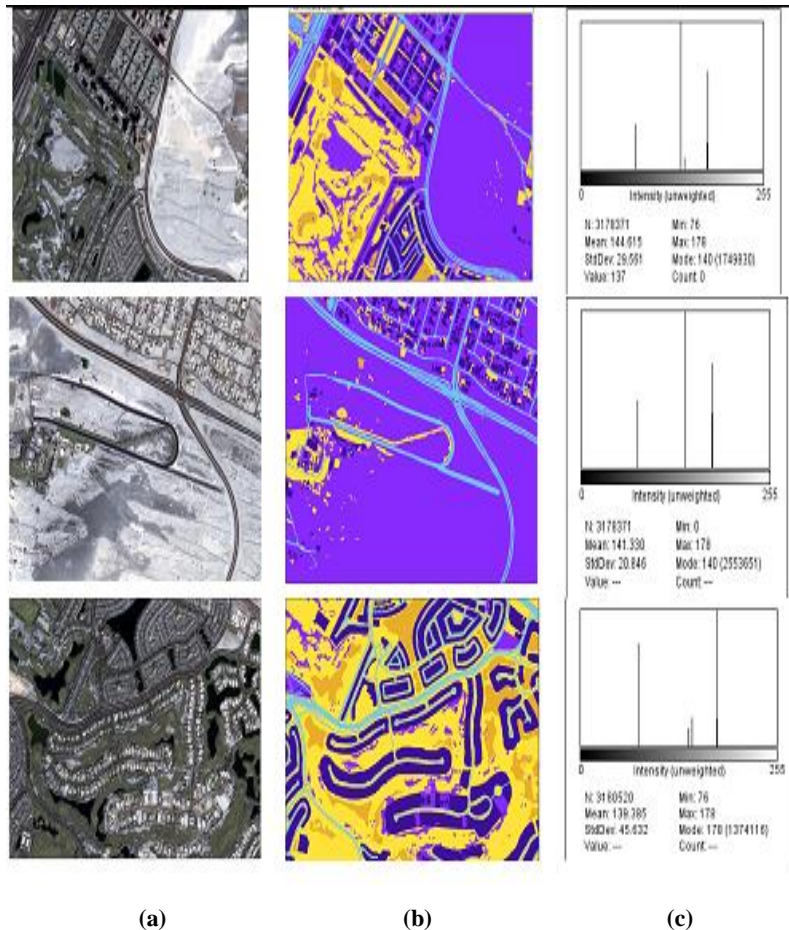 0
255
Intensity (unweighted)
N: 3178371 Min: 76
Mean: 144.615 Max: 178
StdDev: 29.561 Mode: 140 (1749830)
Value: 137 Count: 0
0
255
Intensity (unweighted)
N: 3178371 Min: 0
Mean: 141.330 Max: 178
StdDev: 20.846 Mode: 140 (2553651)
Value: --- Count: ---
0
255
Intensity (unweighted)
N: 3180520 Min: 76
Mean: 139.385 Max: 178
StdDev: 45.632 Mode: 178 (1374116)
Value: --- Count: ---
(a) (b) (c)